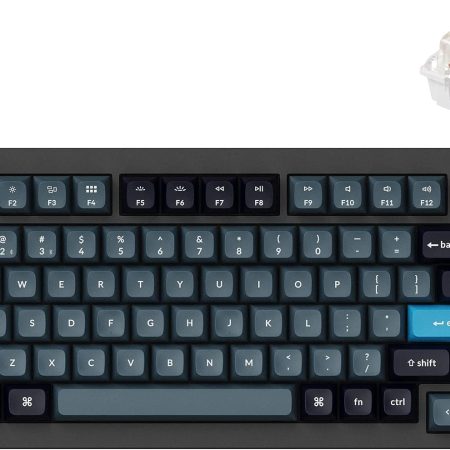 F2 F3 F4 F5 F6 F7 F8 F9 F10 F11 F12
@ # $ % ^ & * ( ) _ +
2 3 4 5 6 7 8 9 0 - = ← ba
W E R T Y U I O P { }
[ ]
S D F G H J K L : "
; ' ↵ e
Z X C V B N M < > ?
, . / ⇧ shift
⌘ ⌘ fn ctrl <